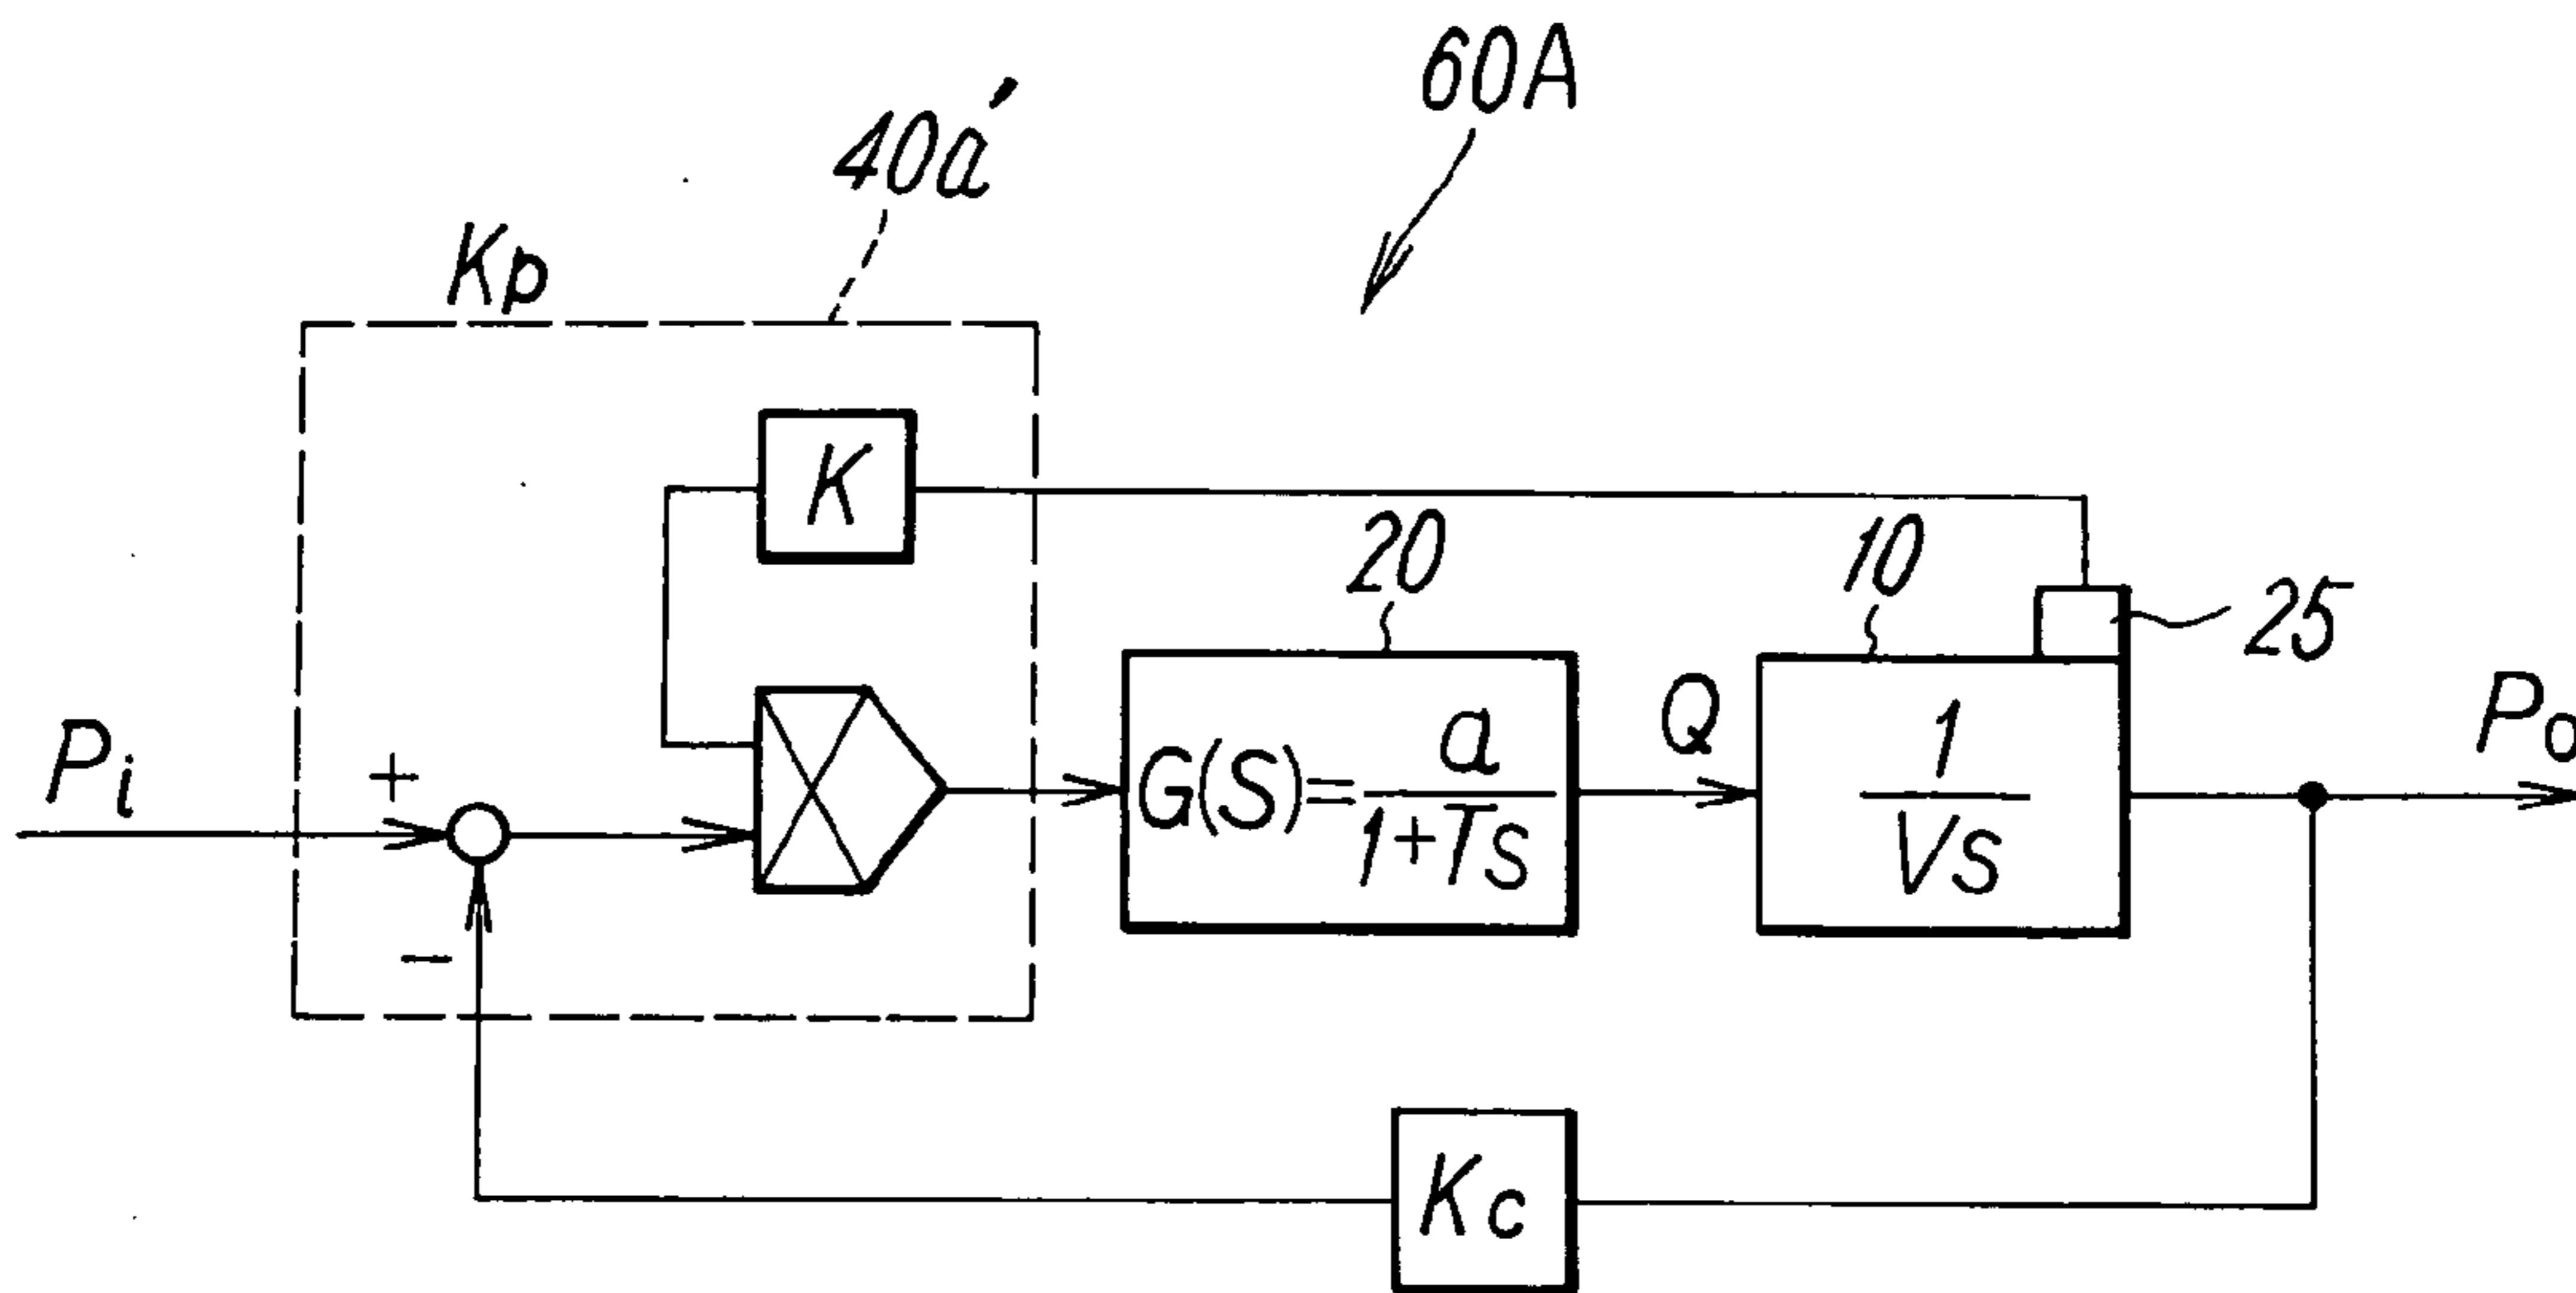 60A
40a'
Kp
K
20
10
25
Pi
+
−
G(S)=a/1+Ts
Q
1/Vs
Po
Kc